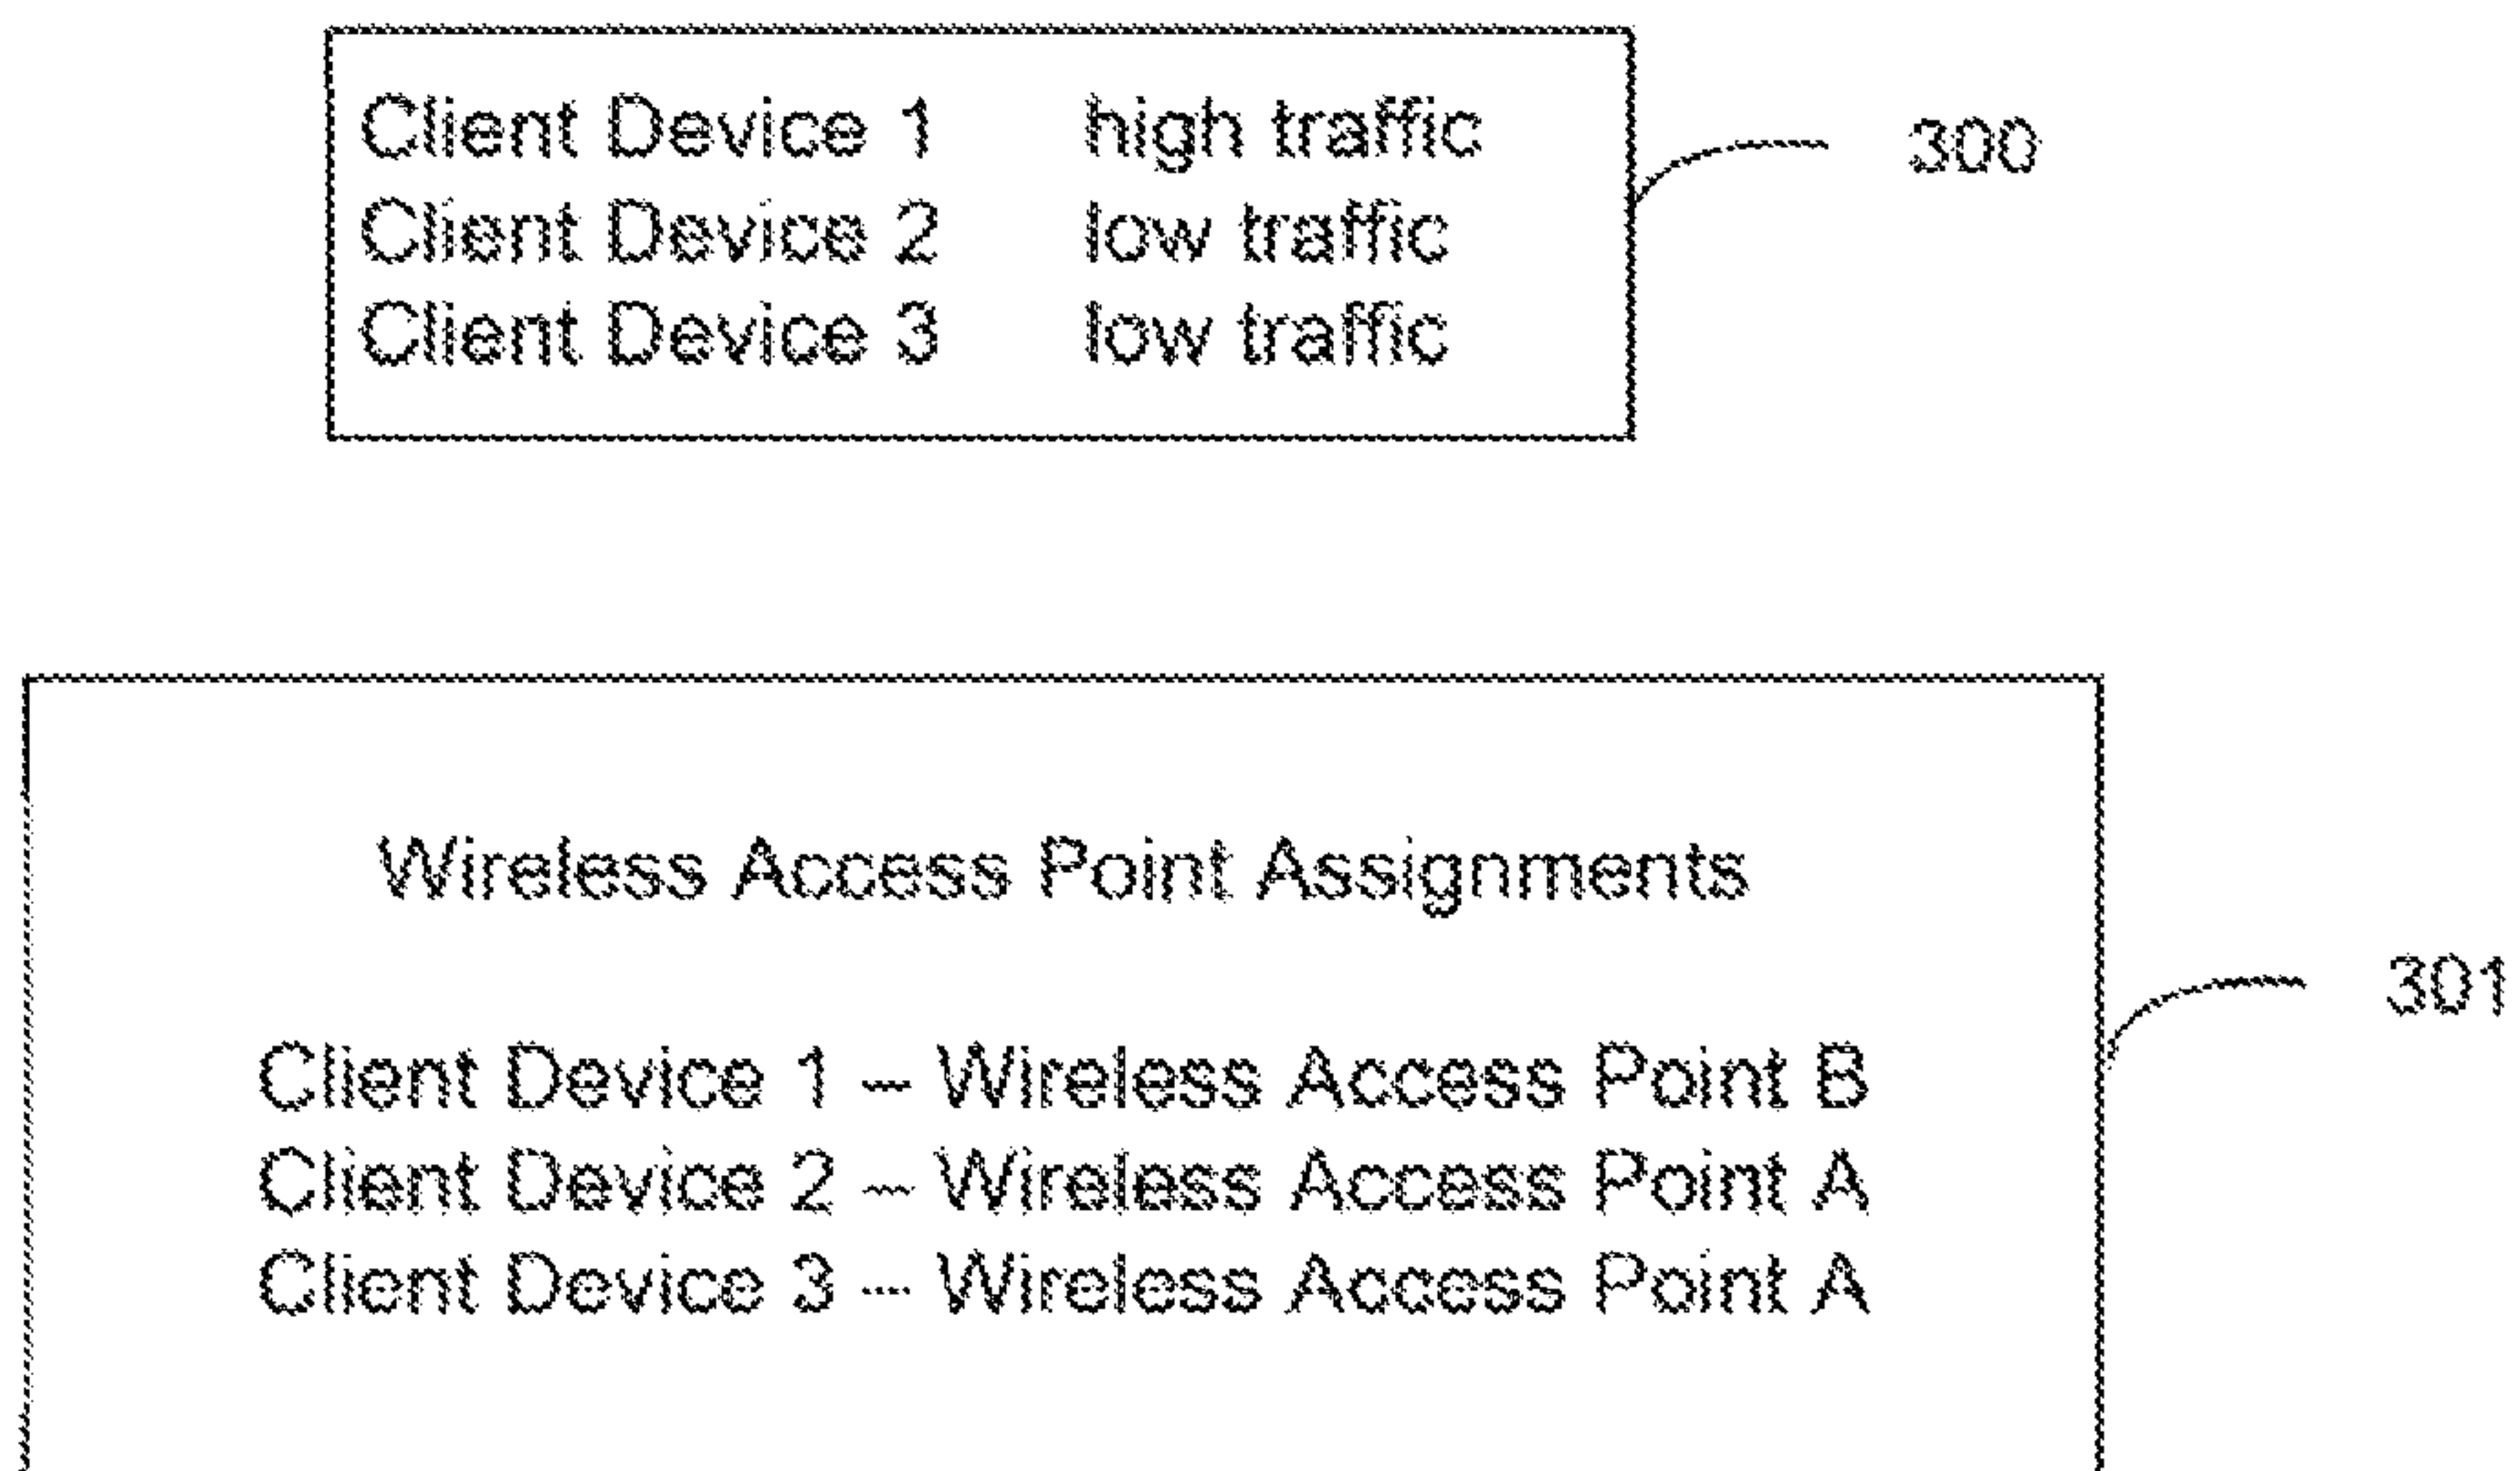 Client Device 1 high traffic
300
Client Device 2 low traffic
Client Device 3 low traffic
Wireless Access Point Assignments
301
Client Device 1 – Wireless Access Point B
Client Device 2 – Wireless Access Point A
Client Device 3 – Wireless Access Point A